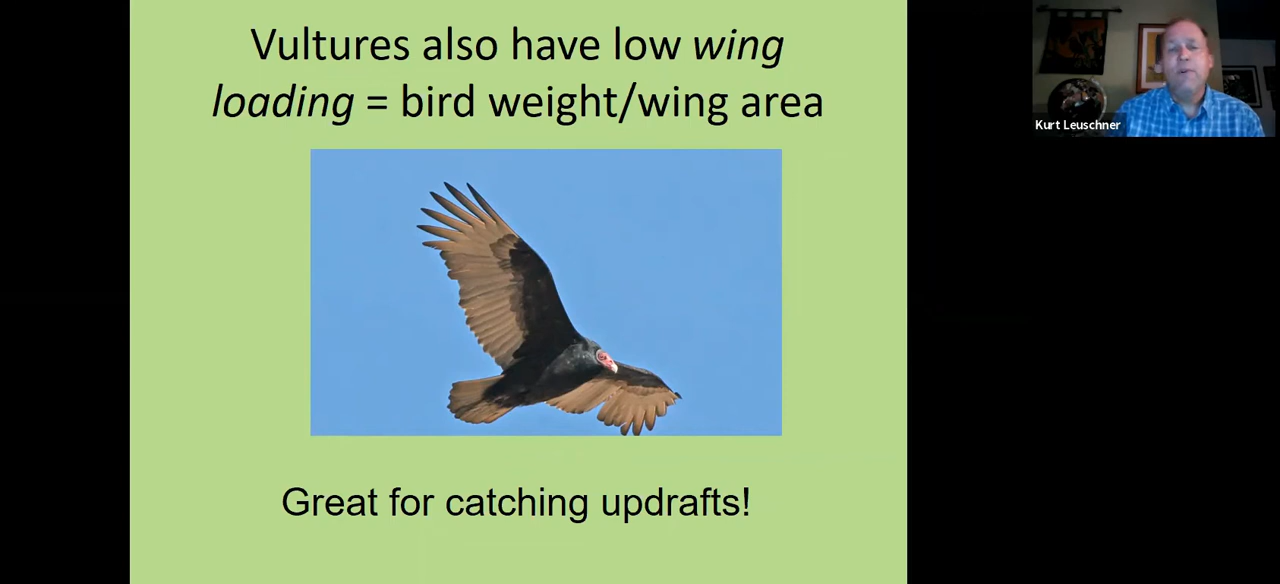 Vultures also have low wing
loading = bird weight/wing area
Kurt Leuschner
Great for catching updrafts!